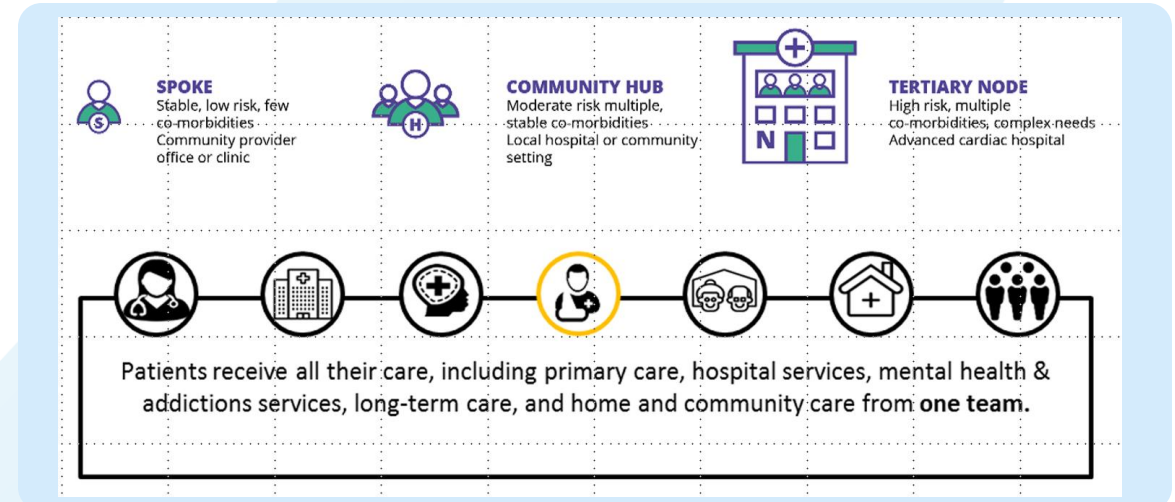 SPOKE
Stable, low risk, few
co-morbidities
Community provider
office or clinic
S
COMMUNITY HUB
Moderate risk multiple,
stable co-morbidities
Local hospital or community
setting
H
TERTIARY NODE
High risk, multiple
co-morbidities, complex needs
Advanced cardiac hospital
N
Patients receive all their care, including primary care, hospital services, mental health &
addictions services, long-term care, and home and community care from one team.